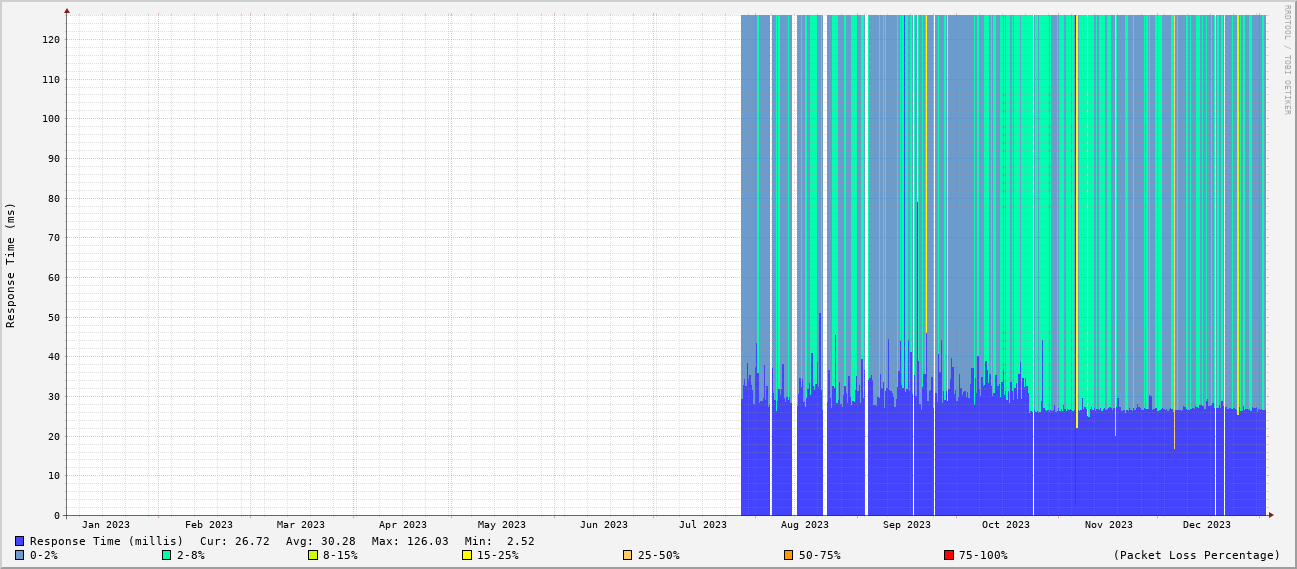 RRDTOOL / TOBI OETIKER
Response Time (ms)
120
110
100
90
80
70
60
50
40
30
20
10
0
Jan 2023 Feb 2023 Mar 2023 Apr 2023 May 2023 Jun 2023 Jul 2023 Aug 2023 Sep 2023 Oct 2023 Nov 2023 Dec 2023
Response Time (millis) Cur: 26.72 Avg: 30.28 Max: 126.03 Min: 2.52
0-2% 2-8% 8-15% 15-25% 25-50% 50-75% 75-100% (Packet Loss Percentage)